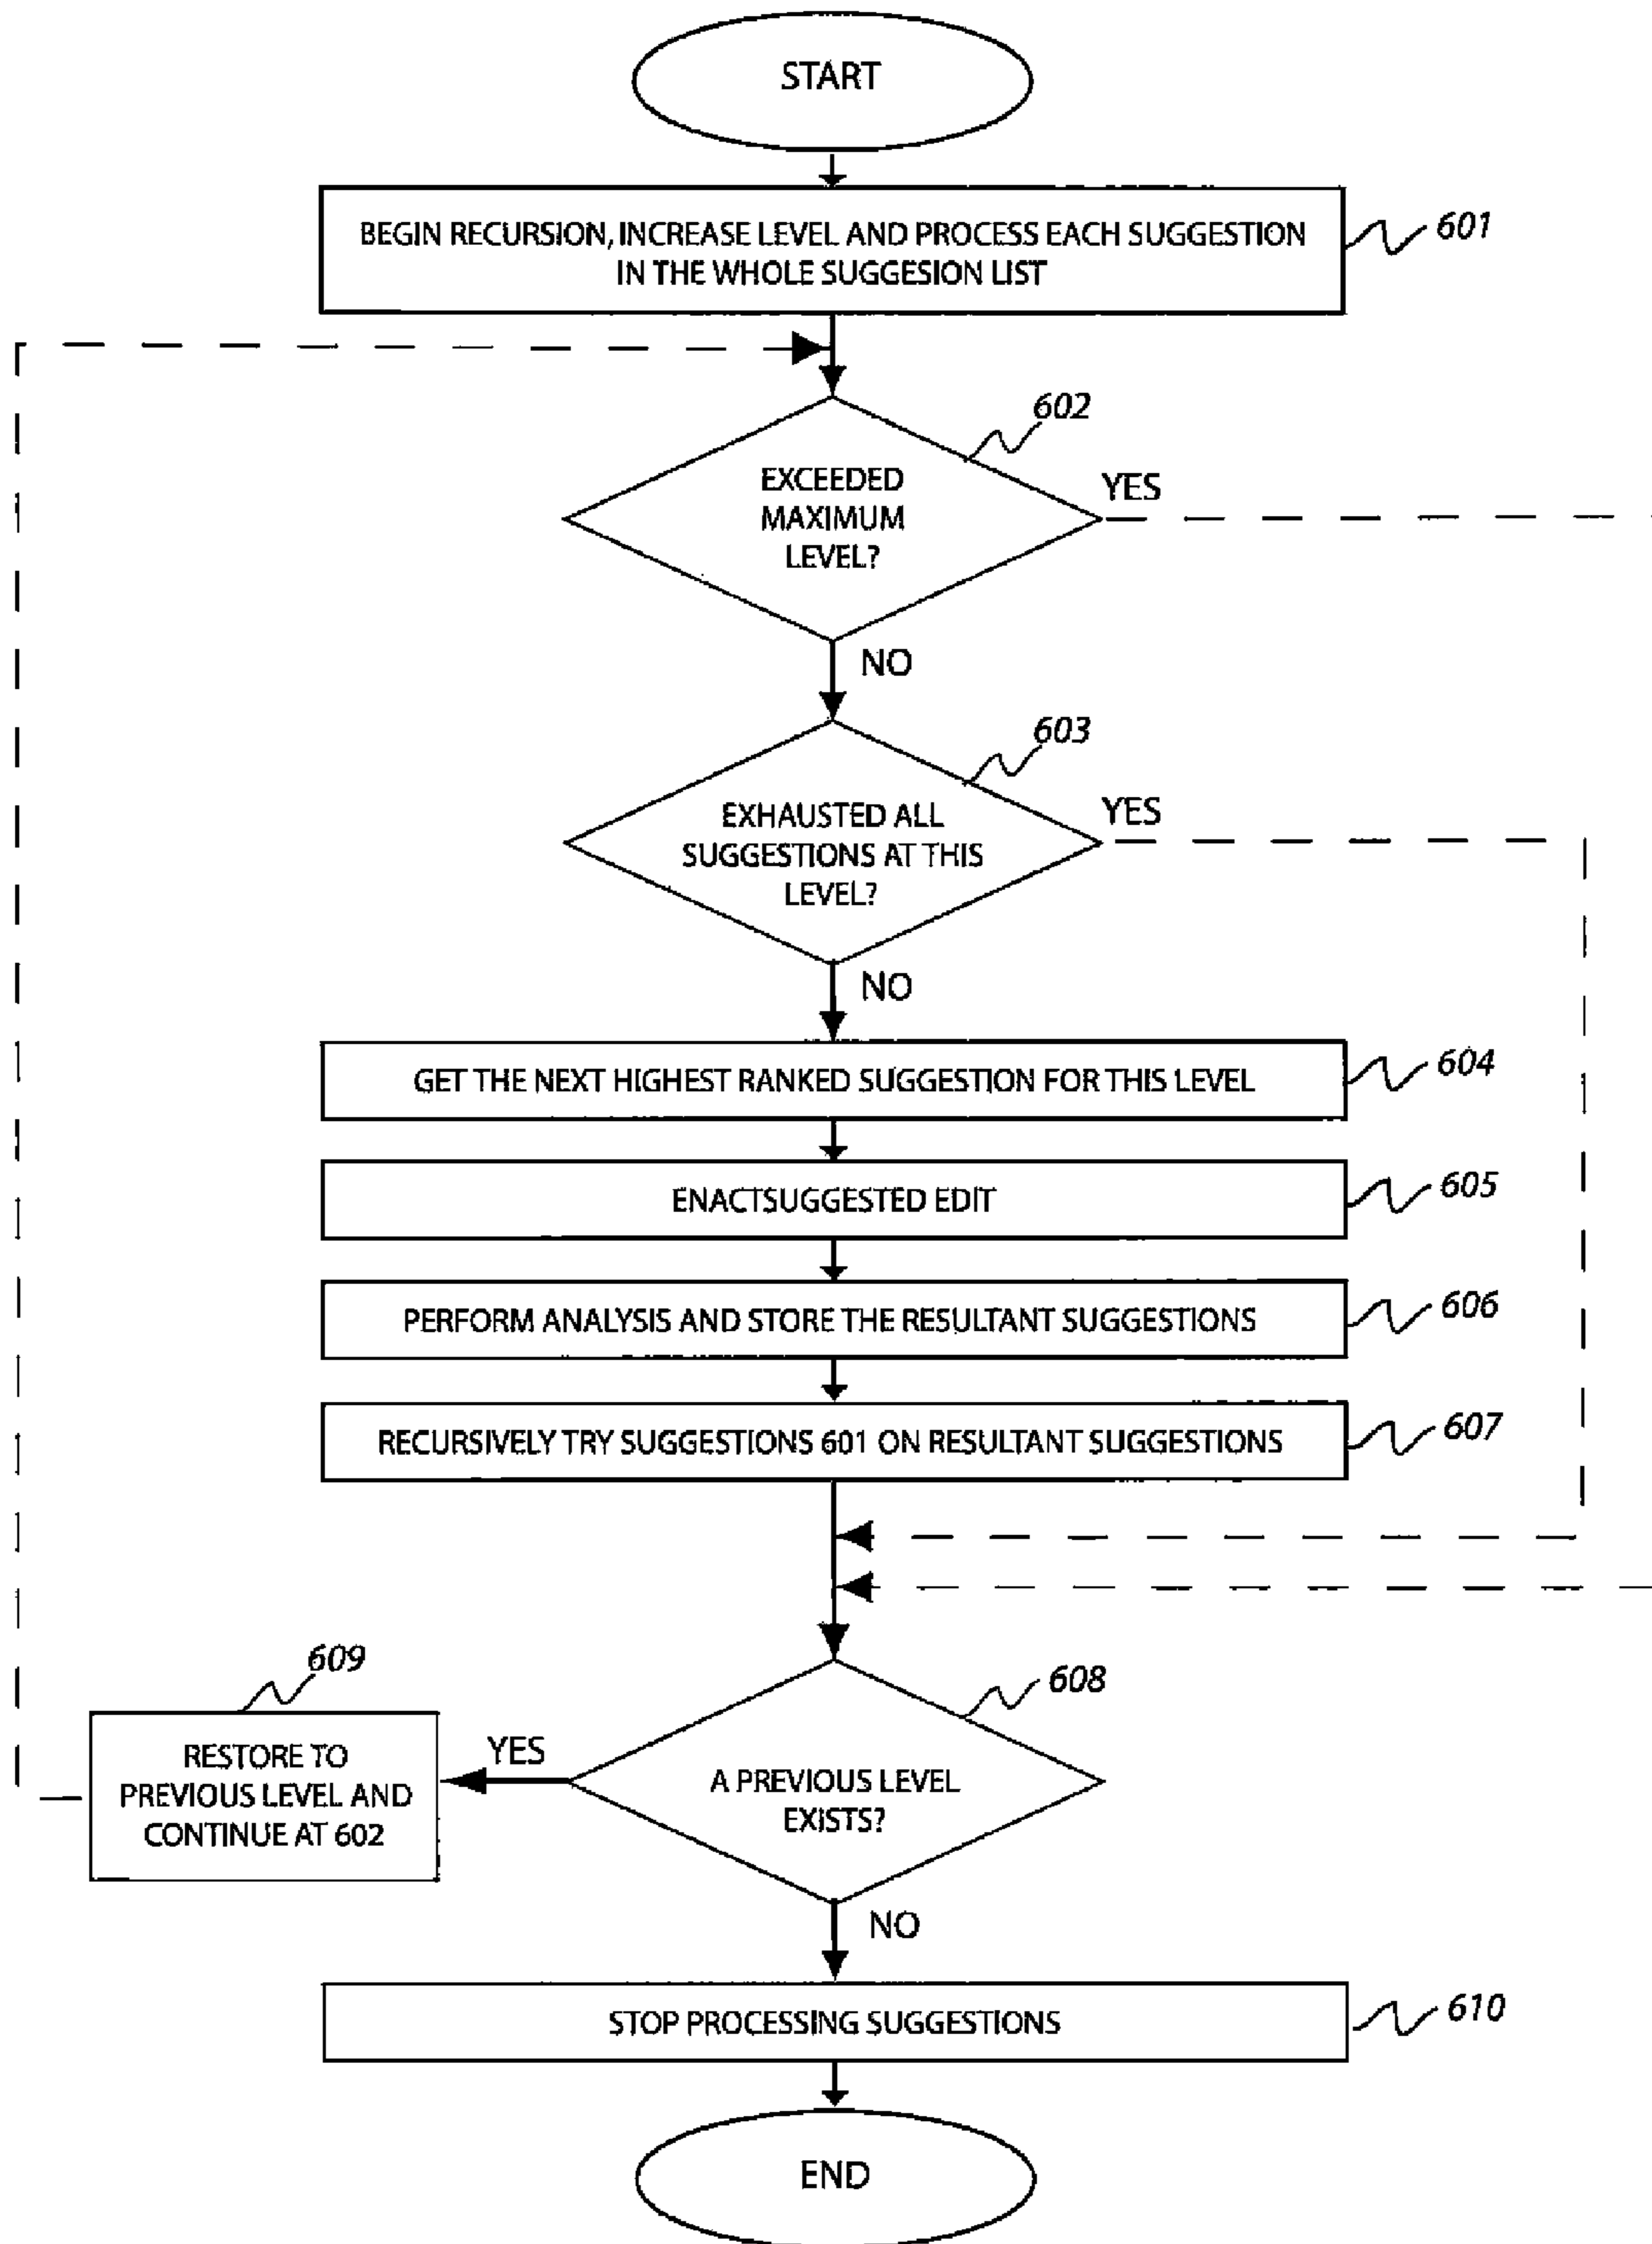 START
BEGIN RECURSION, INCREASE LEVEL AND PROCESS EACH SUGGESTION
IN THE WHOLE SUGGESION LIST
601
602
EXCEEDED
MAXIMUM
LEVEL?
YES
NO
603
EXHAUSTED ALL
SUGGESTIONS AT THIS
LEVEL?
YES
NO
GET THE NEXT HIGHEST RANKED SUGGESTION FOR THIS LEVEL
604
ENACTSUGGESTED EDIT
605
PERFORM ANALYSIS AND STORE THE RESULTANT SUGGESTIONS
606
RECURSIVELY TRY SUGGESTIONS 601 ON RESULTANT SUGGESTIONS
607
609
RESTORE TO
PREVIOUS LEVEL AND
CONTINUE AT 602
YES
608
A PREVIOUS LEVEL
EXISTS?
NO
STOP PROCESSING SUGGESTIONS
610
END